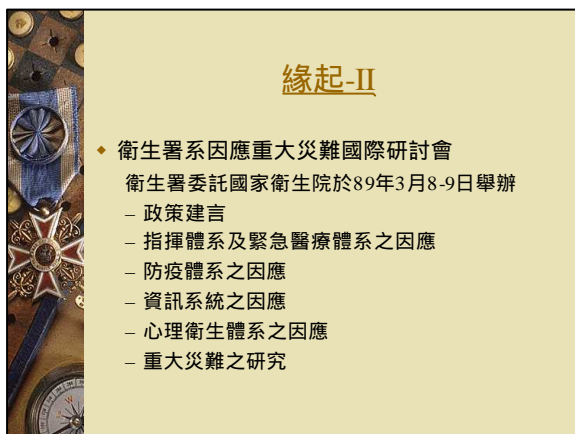 緣起-II
衛生署系因應重大災難國際研討會
衛生署委託國家衛生院於89年3月8-9日舉辦
– 政策建言
– 指揮體系及緊急醫療體系之因應
– 防疫體系之因應
– 資訊系統之因應
– 心理衛生體系之因應
– 重大災難之研究